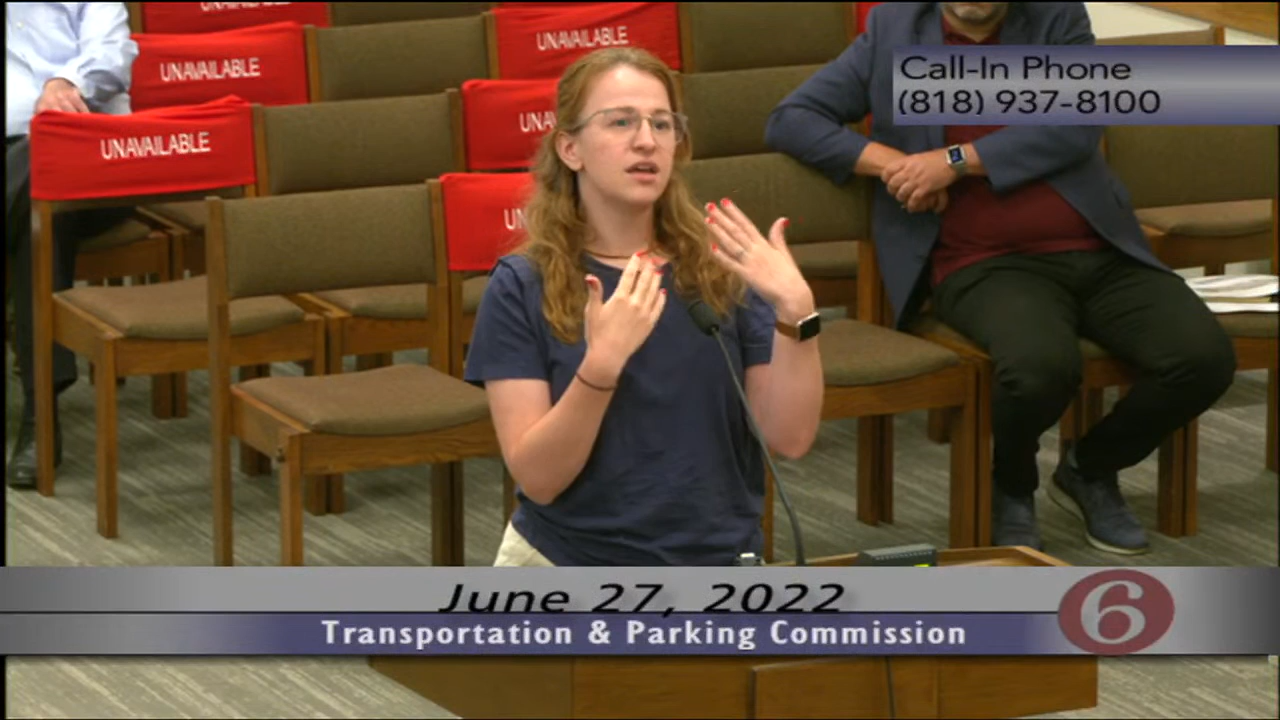 UNAVAILABLE
UNAVAILABLE
UNAVAILABLE
Call-In Phone
(818) 937-8100
June 27, 2022
Transportation & Parking Commission
6